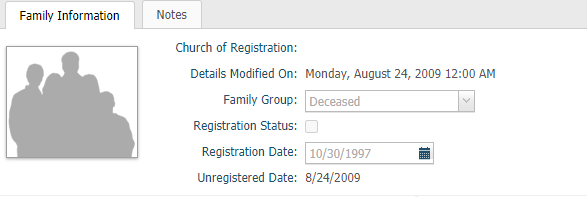 Family Information
Notes
Church of Registration:
Details Modified On: Monday, August 24, 2009 12:00 AM
Family Group: Deceased
Registration Status:
Registration Date: 10/30/1997
Unregistered Date: 8/24/2009